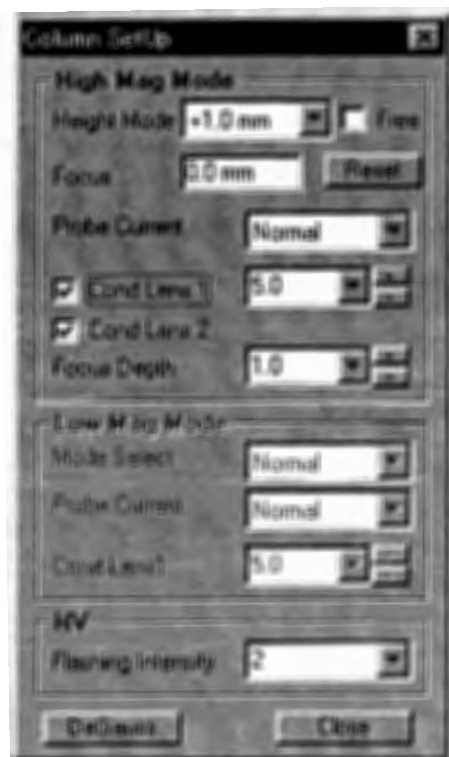 Column SetUp
High Mag Mode
Height Mode +1.0 mm Free
Focus 0.0 mm Reset
Probe Current Normal
Cond Lens 1 5.0
Cond Lens 2
Focus Depth 1.0
Low Mag Mode
Mode Select Normal
Probe Current Normal
Cond Lens1 5.0
HV
Flashing Intensity 2
DeGauss Close